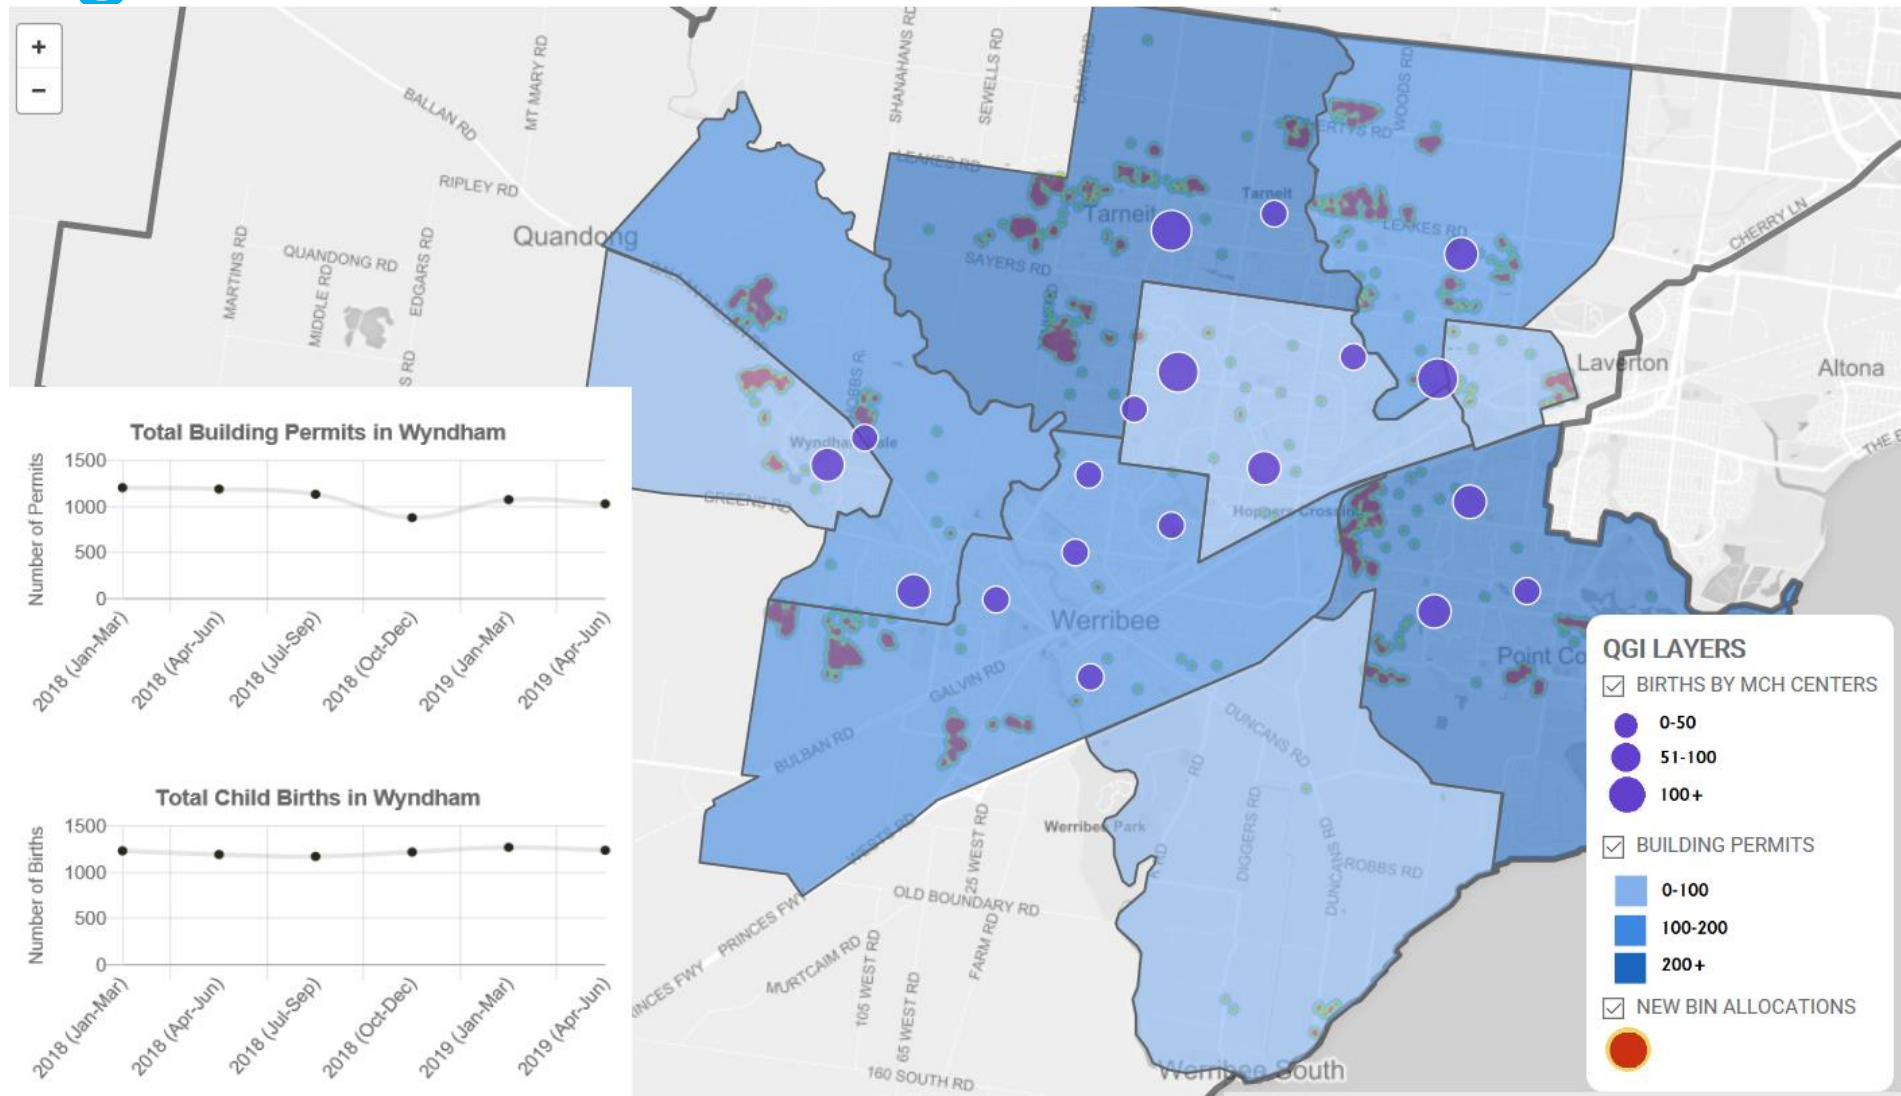 +
−
BALLAN RD
MT MARY RD
SHANAHANS RD
SEWELLS RD
DAVIS RD
WOODS RD
LEAKES RD
RIPLEY RD
Quandong
QUANDONG RD
MARTINS RD
MIDDLE RD
EDGARS RD
S RD
Tarneit
Tarneit
SAYERS RD
LEAKES RD
CHERRY LN
Laverton
Altona
GREENS RD
Hoppers Crossing
Werribee
GALVIN RD
BULBAN RD
WESTS RD
Point Co
DUNCANS RD
RD
DIGGERS RD
DUNCANS RD
ROBBS RD
Werribee Park
25 WEST RD
OLD BOUNDARY RD
PRINCES FWY
INCES FWY
MURTCAIM RD
105 WEST RD
65 WEST RD
FARM RD
160 SOUTH RD
Werribee South
Total Building Permits in Wyndham
Number of Permits
1500
1000
500
0
2018 (Jan-Mar)
2018 (Apr-Jun)
2018 (Jul-Sep)
2018 (Oct-Dec)
2019 (Jan-Mar)
2019 (Apr-Jun)
Total Child Births in Wyndham
Number of Births
1500
1000
500
0
2018 (Jan-Mar)
2018 (Apr-Jun)
2018 (Jul-Sep)
2018 (Oct-Dec)
2019 (Jan-Mar)
2019 (Apr-Jun)
QGI LAYERS
BIRTHS BY MCH CENTERS
0-50
51-100
100+
BUILDING PERMITS
0-100
100-200
200+
NEW BIN ALLOCATIONS